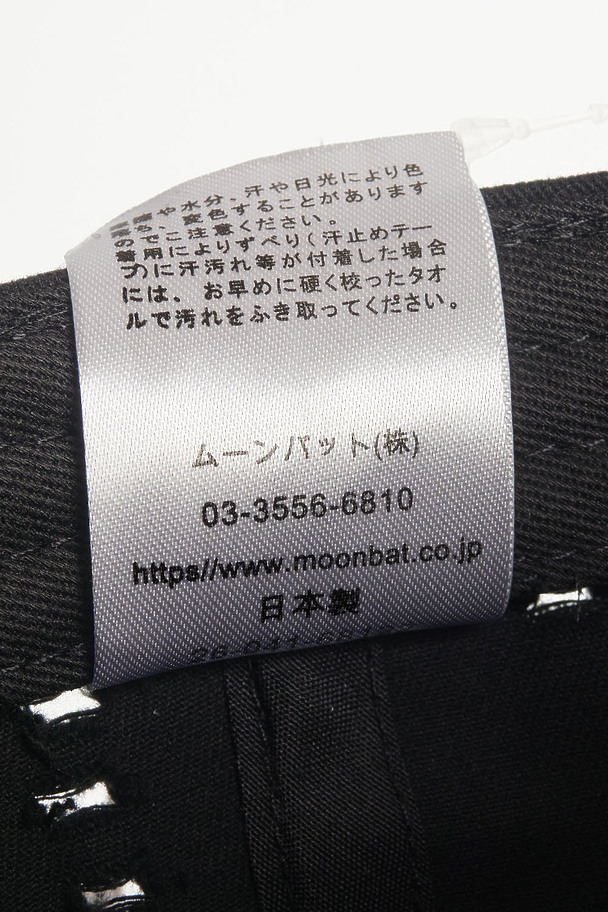 や水分、汗や日光により色
落ち、変色することがあります
のでご注意ください。
着用によりすべり(汗止めテー
プ)に汗汚れ等が付着した場合
には、お早めに硬く絞ったタオ
ルで汚れをふき取ってください。
ムーンバット(株)
03-3556-6810
https//www.moonbat.co.jp
日本製